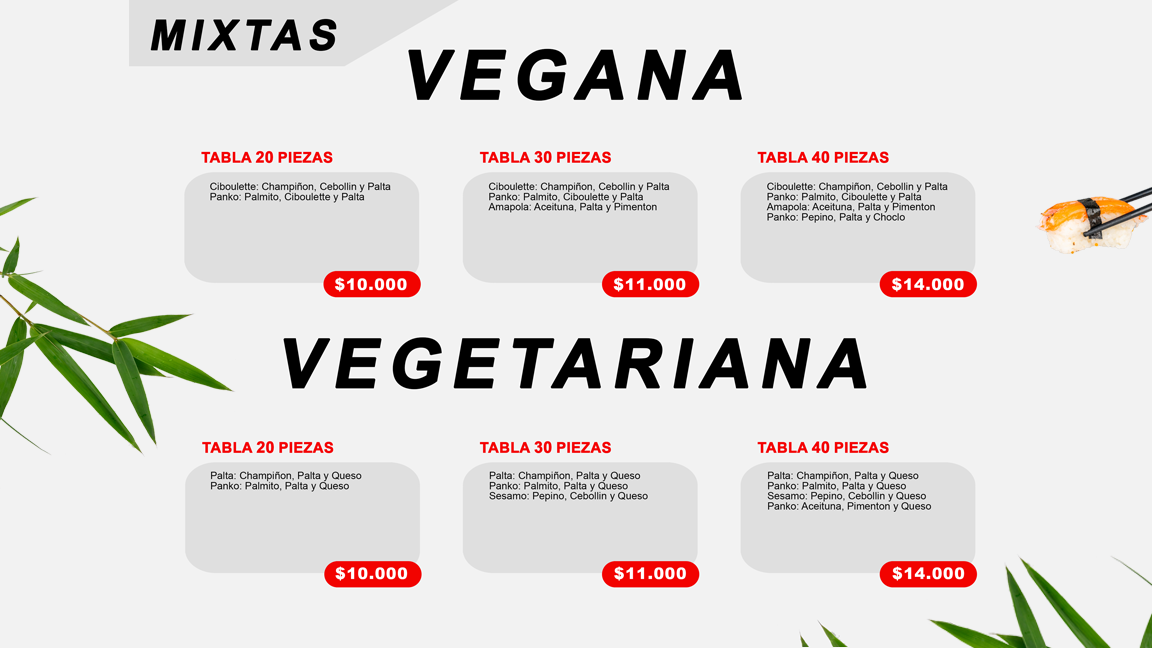 MIXTAS
VEGANA
TABLA 20 PIEZAS
Ciboulette: Champiñon, Cebollin y Palta
Panko: Palmito, Ciboulette y Palta
$10.000
TABLA 30 PIEZAS
Ciboulette: Champiñon, Cebollin y Palta
Panko: Palmito, Ciboulette y Palta
Amapola: Aceituna, Palta y Pimenton
$11.000
TABLA 40 PIEZAS
Ciboulette: Champiñon, Cebollin y Palta
Panko: Palmito, Ciboulette y Palta
Amapola: Aceituna, Palta y Pimenton
Panko: Pepino, Palta y Choclo
$14.000
VEGETARIANA
TABLA 20 PIEZAS
Palta: Champiñon, Palta y Queso
Panko: Palmito, Palta y Queso
$10.000
TABLA 30 PIEZAS
Palta: Champiñon, Palta y Queso
Panko: Palmito, Palta y Queso
Sesamo: Pepino, Cebollin y Queso
$11.000
TABLA 40 PIEZAS
Palta: Champiñon, Palta y Queso
Panko: Palmito, Palta y Queso
Sesamo: Pepino, Cebollin y Queso
Panko: Aceituna, Pimenton y Queso
$14.000